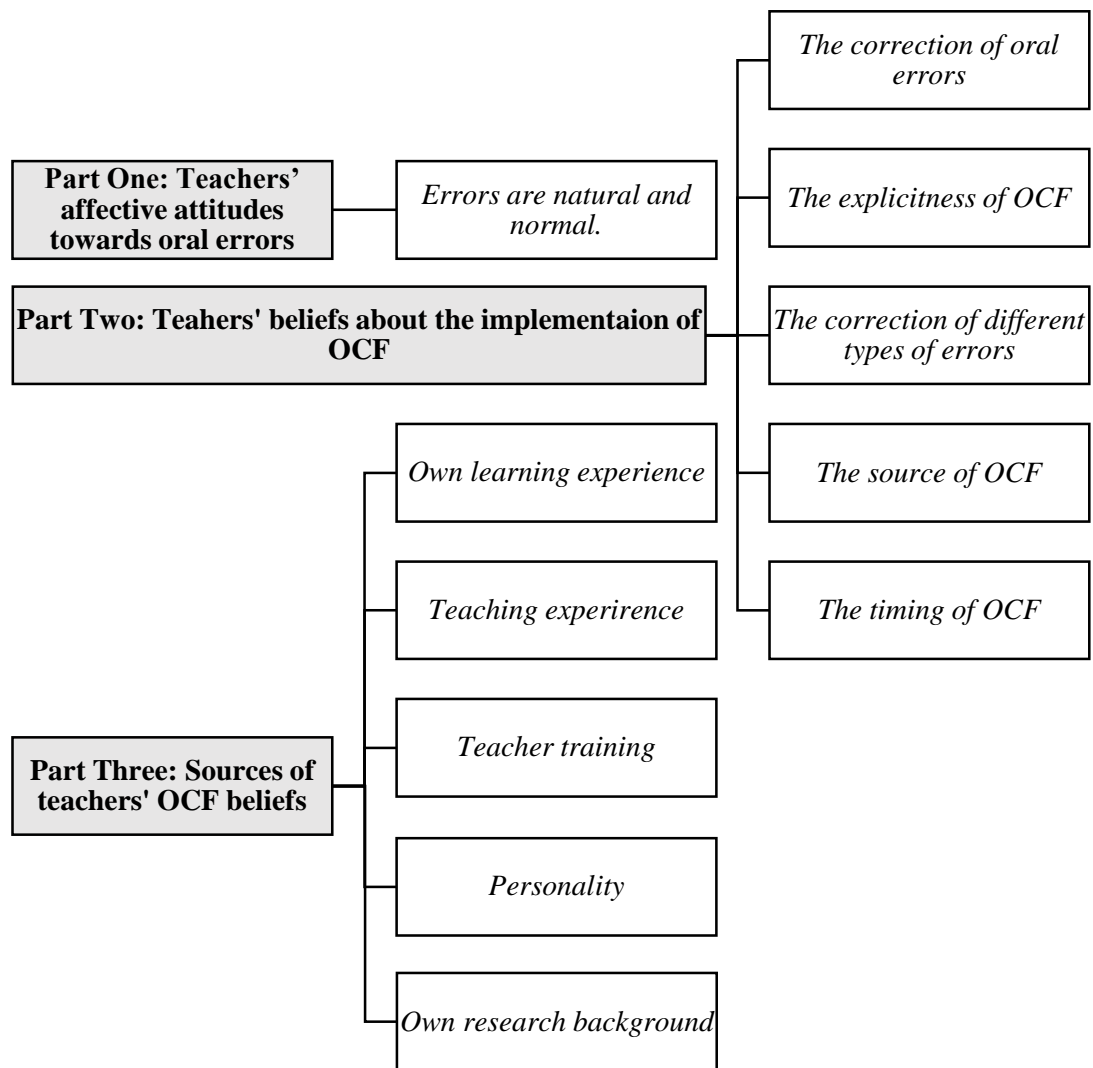 Part One: Teachers'
affective attitudes
towards oral errors
Errors are natural and
normal.
Part Two: Teahers' beliefs about the implementaion of
OCF
The correction of oral
errors
The explicitness of OCF
The correction of different
types of errors
The source of OCF
The timing of OCF
Part Three: Sources of
teachers' OCF beliefs
Own learning experience
Teaching experirence
Teacher training
Personality
Own research background